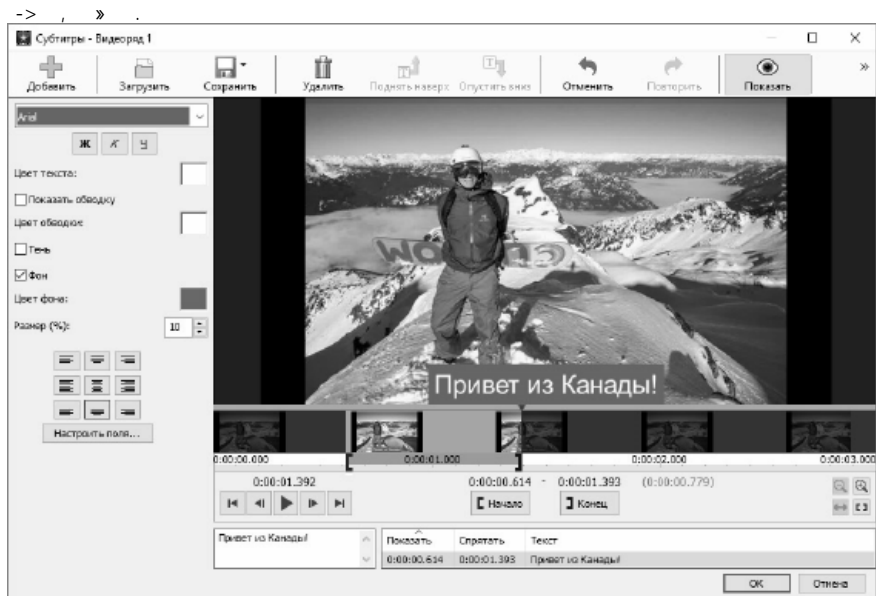 -> , » .
Субтитры - Видеоряд 1
Добавить Загрузить Сохранить Удалить Поднять наверх Опустить вниз Отменить Повторить Показать »
Arial
Ж К Ч
Цвет текста:
Показать обводку
Цвет обводки:
Тень
Фон
Цвет фона:
Размер (%): 10
Настроить поля...
Привет из Канады!
0:00:00.000 0:00:01.000 0:00:02.000 0:00:03.000
0:00:01.392 0:00:00.614 - 0:00:01.393 (0:00:00.779)
Начало Конец
Привет из Канады! Показать Спрятать Текст
0:00:00.614 0:00:01.393 Привет из Канады!
OK Отмена